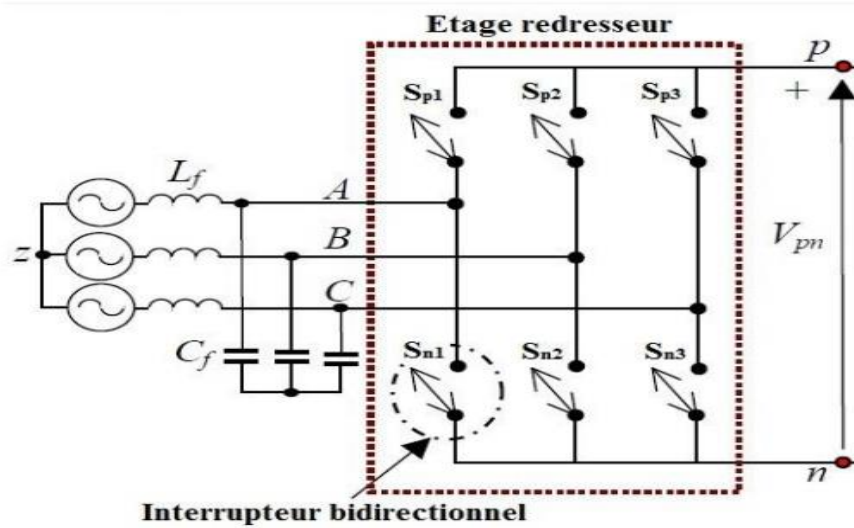 Etage redresseur
p
Sp1 Sp2 Sp3
+
Lf
A
B
z
Vpn
C
Cf
Sn1 Sn2 Sn3
n
Interrupteur bidirectionnel